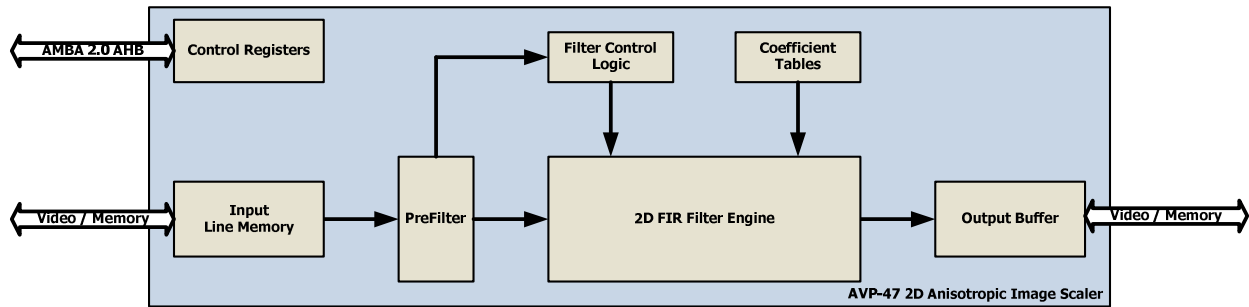 AMBA 2.0 AHB
Control Registers
Filter Control
Logic
Coefficient
Tables
Video / Memory
Input
Line Memory
PreFilter
2D FIR Filter Engine
Output Buffer
Video / Memory
AVP-47 2D Anisotropic Image Scaler